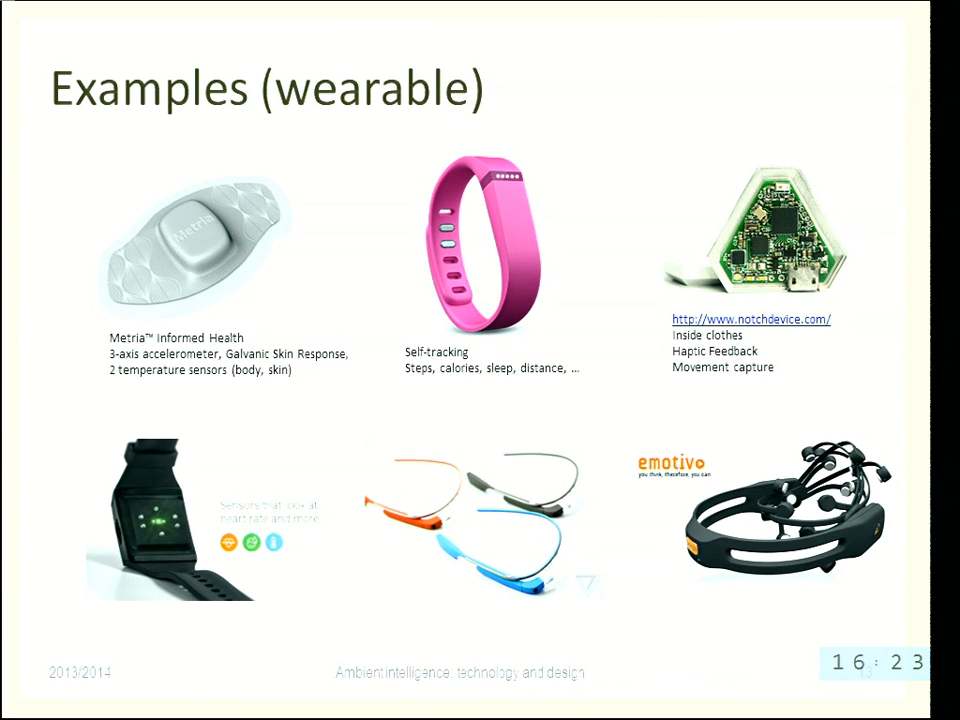 Examples (wearable)
Metria
Metria™ Informed Health
3-axis accelerometer, Galvanic Skin Response,
2 temperature sensors (body, skin)
Self-tracking
Steps, calories, sleep, distance, ...
http://www.notchdevice.com/
Inside clothes
Haptic Feedback
Movement capture
Sensors that look at
heart rate and more...
emotiv
you think, therefore, you can
2013/2014
Ambient intelligence: technology and design
13
16:23